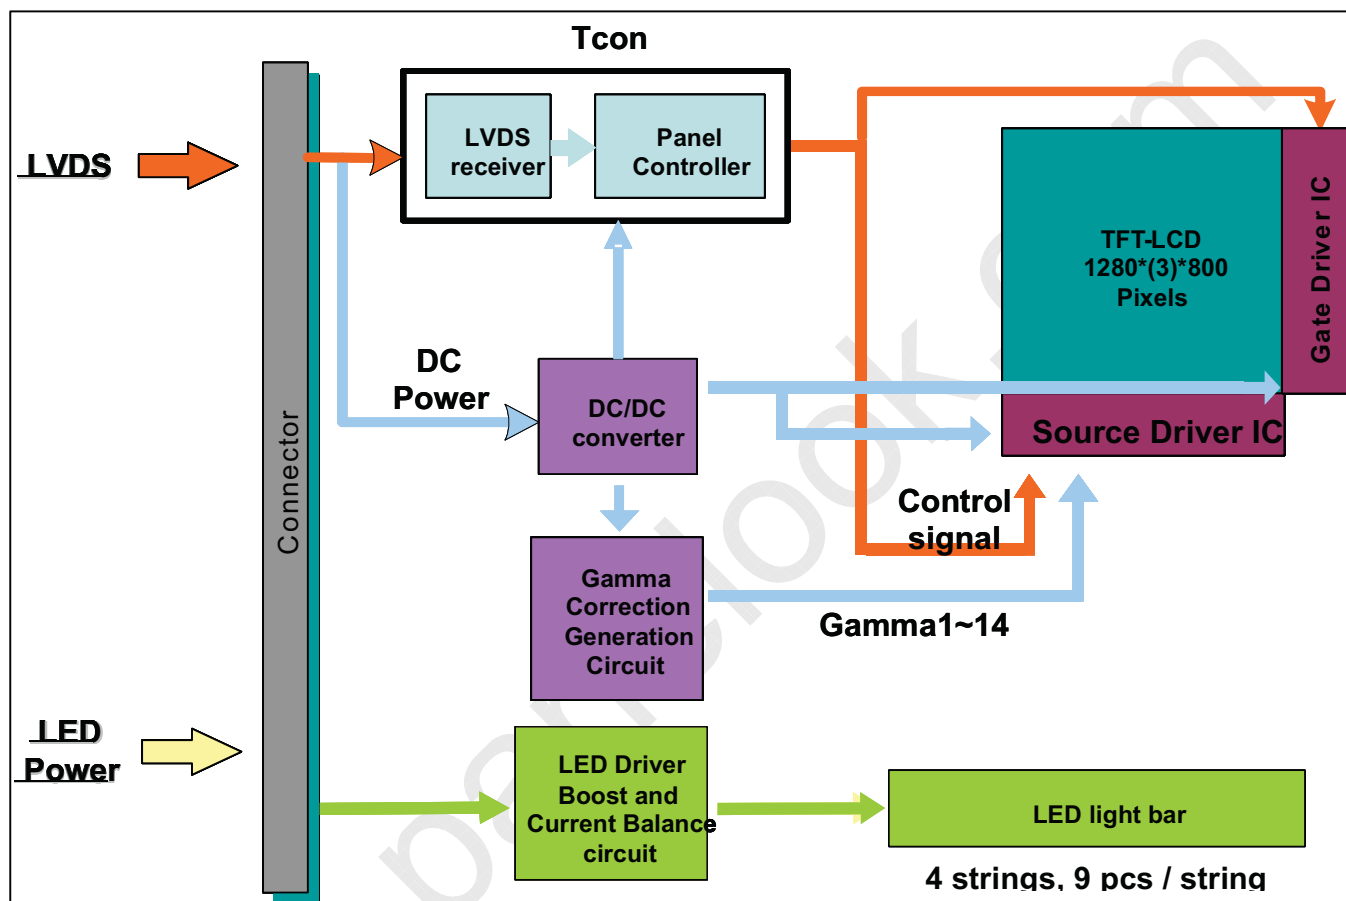 Tcon
LVDS
LVDS
receiver
Panel
Controller
TFT-LCD
1280*(3)*800
Pixels
Gate Driver IC
DC
Power
DC/DC
converter
Source Driver IC
Connector
Control
signal
Gamma
Correction
Generation
Circuit
Gamma1~14
LED
Power
LED Driver
Boost and
Current Balance
circuit
LED light bar
4 strings, 9 pcs / string